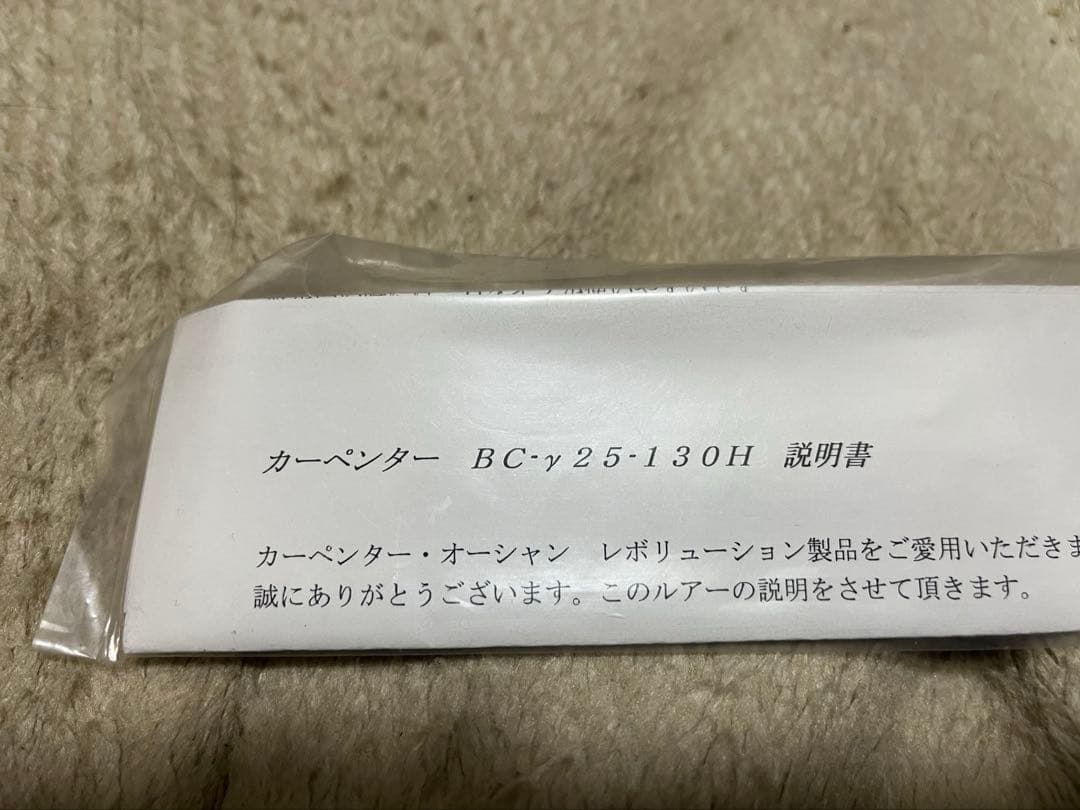 カーペンター　ＢＣ-γ２５-１３０Ｈ　説明書
カーペンター・オーシャン　レボリューション製品をご愛用いただきま
誠にありがとうございます。このルアーの説明をさせて頂きます。